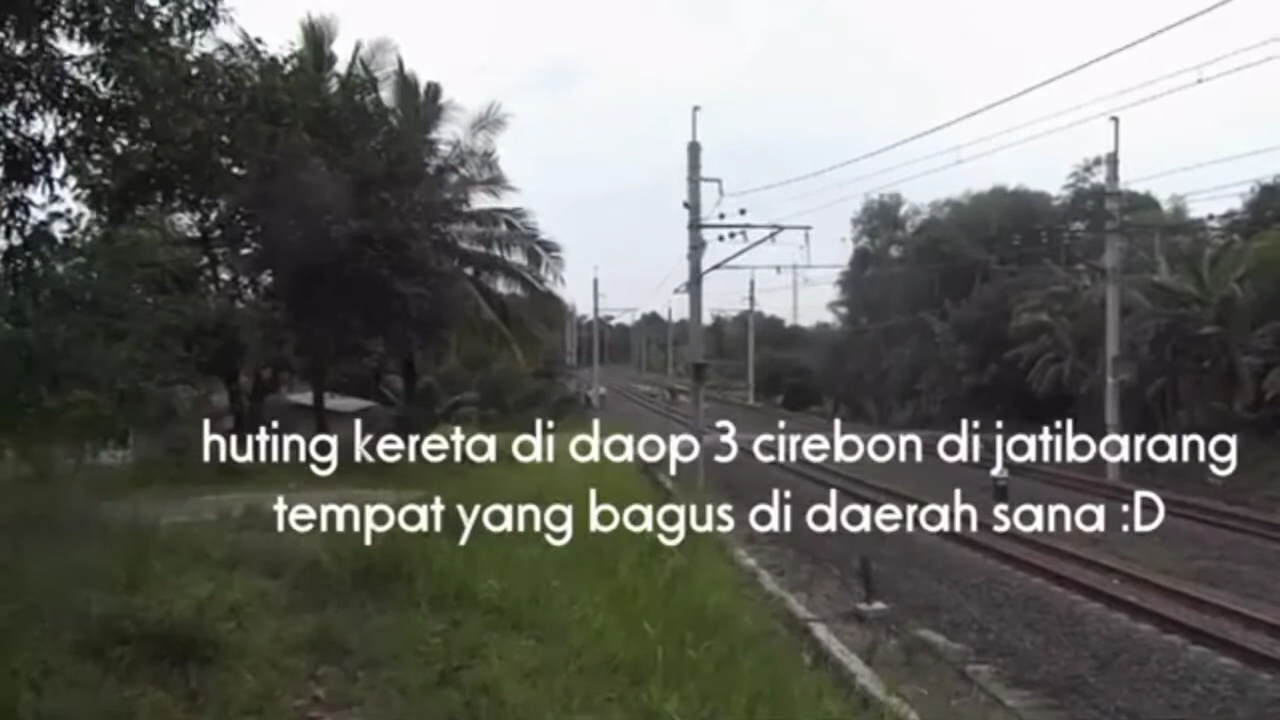 huting kereta di daop 3 cirebon di jatibarang
tempat yang bagus di daerah sana :D